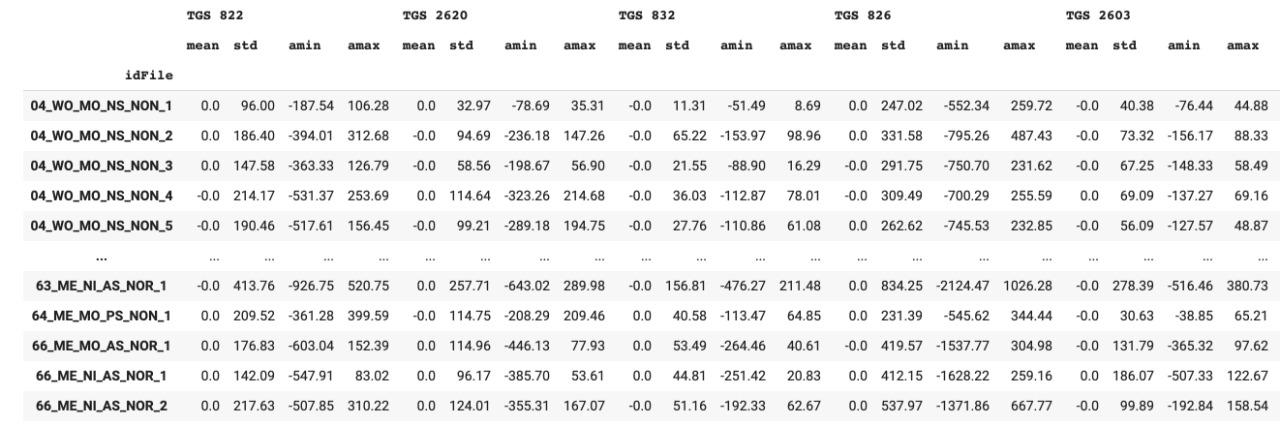 TGS 822 TGS 2620 TGS 832 TGS 826 TGS 2603
mean std amin amax mean std amin amax mean std amin amax mean std amin amax mean std amin amax
idFile
04_WO_MO_NS_NON_1 0.0 96.00 -187.54 106.28 0.0 32.97 -78.69 35.31 -0.0 11.31 -51.49 8.69 0.0 247.02 -552.34 259.72 -0.0 40.38 -76.44 44.88
04_WO_MO_NS_NON_2 0.0 186.40 -394.01 312.68 -0.0 94.69 -236.18 147.26 -0.0 65.22 -153.97 98.96 0.0 331.58 -795.26 487.43 -0.0 73.32 -156.17 88.33
04_WO_MO_NS_NON_3 0.0 147.58 -363.33 126.79 -0.0 58.56 -198.67 56.90 -0.0 21.55 -88.90 16.29 -0.0 291.75 -750.70 231.62 -0.0 67.25 -148.33 58.49
04_WO_MO_NS_NON_4 -0.0 214.17 -531.37 253.69 0.0 114.64 -323.26 214.68 -0.0 36.03 -112.87 78.01 -0.0 309.49 -700.29 255.59 0.0 69.09 -137.27 69.16
04_WO_MO_NS_NON_5 -0.0 190.46 -517.61 156.45 -0.0 99.21 -289.18 194.75 -0.0 27.76 -110.86 61.08 0.0 262.62 -745.53 232.85 -0.0 56.09 -127.57 48.87
... ... ... ... ... ... ... ... ... ... ... ... ... ... ... ... ... ... ... ... ...
63_ME_NI_AS_NOR_1 -0.0 413.76 -926.75 520.75 0.0 257.71 -643.02 289.98 -0.0 156.81 -476.27 211.48 0.0 834.25 -2124.47 1026.28 -0.0 278.39 -516.46 380.73
64_ME_MO_PS_NON_1 0.0 209.52 -361.28 399.59 -0.0 114.75 -208.29 209.46 0.0 40.58 -113.47 64.85 0.0 231.39 -545.62 344.44 -0.0 30.63 -38.85 65.21
66_ME_MO_AS_NOR_1 0.0 176.83 -603.04 152.39 0.0 114.96 -446.13 77.93 0.0 53.49 -264.46 40.61 -0.0 419.57 -1537.77 304.98 -0.0 131.79 -365.32 97.62
66_ME_NI_AS_NOR_1 0.0 142.09 -547.91 83.02 0.0 96.17 -385.70 53.61 0.0 44.81 -251.42 20.83 0.0 412.15 -1628.22 259.16 0.0 186.07 -507.33 122.67
66_ME_NI_AS_NOR_2 0.0 217.63 -507.85 310.22 0.0 124.01 -355.31 167.07 -0.0 51.16 -192.33 62.67 0.0 537.97 -1371.86 667.77 -0.0 99.89 -192.84 158.54